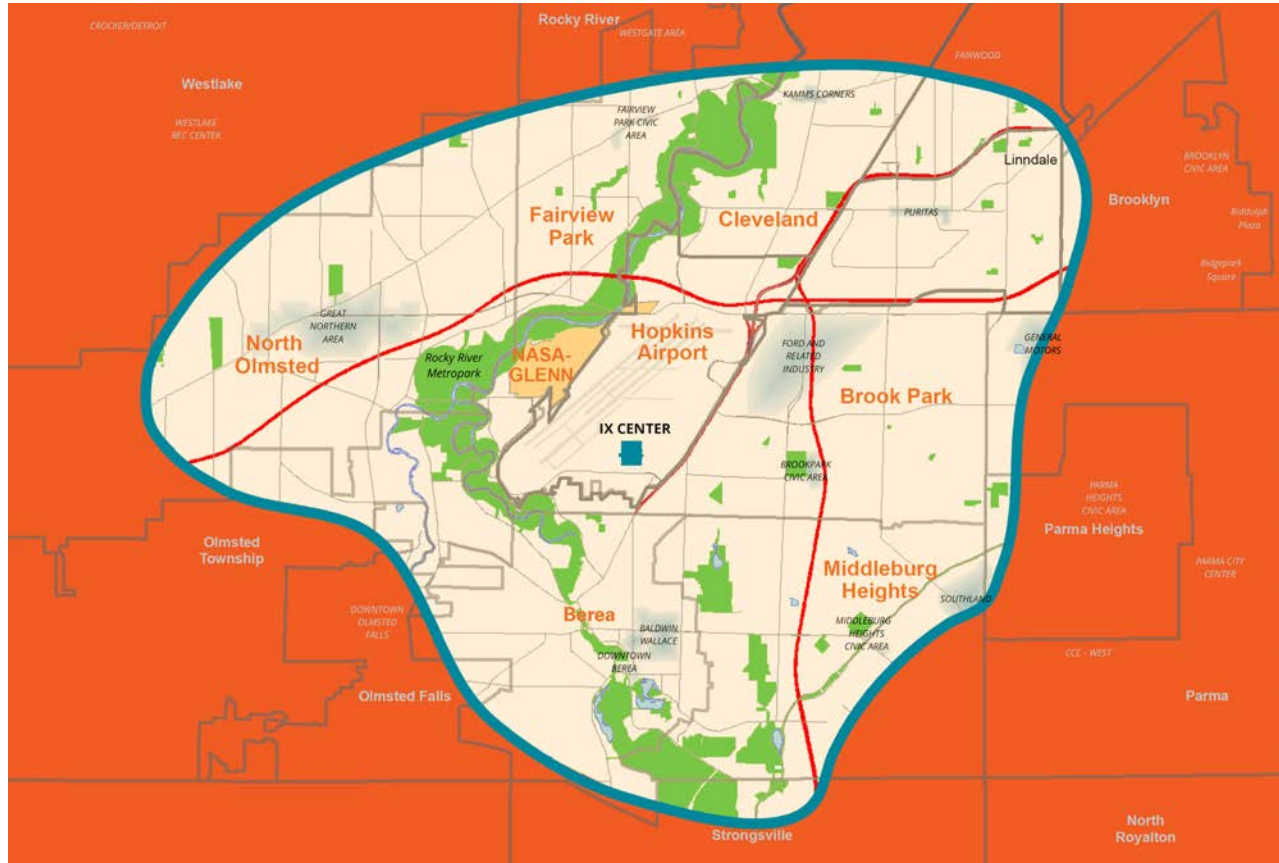 Rocky River
CROCKER/DETROIT
WESTGATE AREA
FAIRWOOD
Westlake
KAMMS CORNERS
FAIRVIEW
PARK CIVIC
AREA
WESTLAKE
REC CENTER
Linndale
BROOKLYN
CIVIC AREA
Brooklyn
Fairview
Park
Cleveland
PURITAS
Biddulph
Plaza
Ridgepark
Square
GREAT
NORTHERN
AREA
North
Olmsted
Rocky River
Metropark
NASA-
GLENN
Hopkins
Airport
FORD AND
RELATED
INDUSTRY
GENERAL
MOTORS
Brook Park
IX CENTER
BROOKPARK
CIVIC AREA
PARMA
HEIGHTS
CIVIC AREA
Parma Heights
Olmsted
Township
PARMA CITY
CENTER
Middleburg
Heights
SOUTHLAND
DOWNTOWN
OLMSTED
FALLS
Berea
BALDWIN
WALLACE
MIDDLEBURG
HEIGHTS
CIVIC AREA
DOWNTOWN
BEREA
CCC - WEST
Olmsted Falls
Parma
Strongsville
North
Royalton